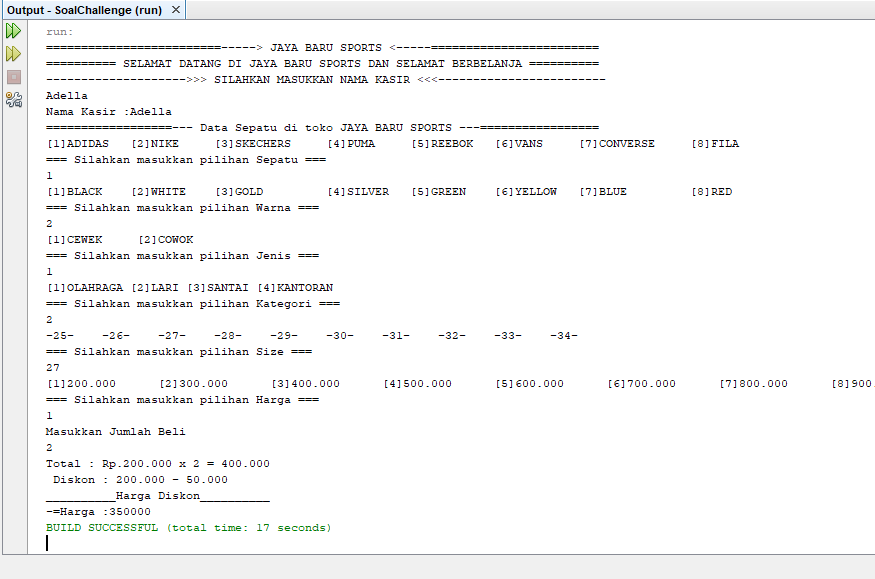 Output - SoalChallenge (run) ×
run:
=========================-----> JAYA BARU SPORTS <-----========================
========== SELAMAT DATANG DI JAYA BARU SPORTS DAN SELAMAT BERBELANJA ==========
-------------------->>> SILAHKAN MASUKKAN NAMA KASIR <<<------------------------
Adella
Nama Kasir :Adella
==================--- Data Sepatu di toko JAYA BARU SPORTS ---=================
[1]ADIDAS [2]NIKE [3]SKECHERS [4]PUMA [5]REEBOK [6]VANS [7]CONVERSE [8]FILA
=== Silahkan masukkan pilihan Sepatu ===
1
[1]BLACK [2]WHITE [3]GOLD [4]SILVER [5]GREEN [6]YELLOW [7]BLUE [8]RED
=== Silahkan masukkan pilihan Warna ===
2
[1]CEWEK [2]COWOK
=== Silahkan masukkan pilihan Jenis ===
1
[1]OLAHRAGA [2]LARI [3]SANTAI [4]KANTORAN
=== Silahkan masukkan pilihan Kategori ===
2
-25- -26- -27- -28- -29- -30- -31- -32- -33- -34-
=== Silahkan masukkan pilihan Size ===
27
[1]200.000 [2]300.000 [3]400.000 [4]500.000 [5]600.000 [6]700.000 [7]800.000 [8]900
=== Silahkan masukkan pilihan Harga ===
1
Masukkan Jumlah Beli
2
Total : Rp.200.000 x 2 = 400.000
Diskon : 200.000 - 50.000
__________Harga Diskon__________
-=Harga :350000
BUILD SUCCESSFUL (total time: 17 seconds)